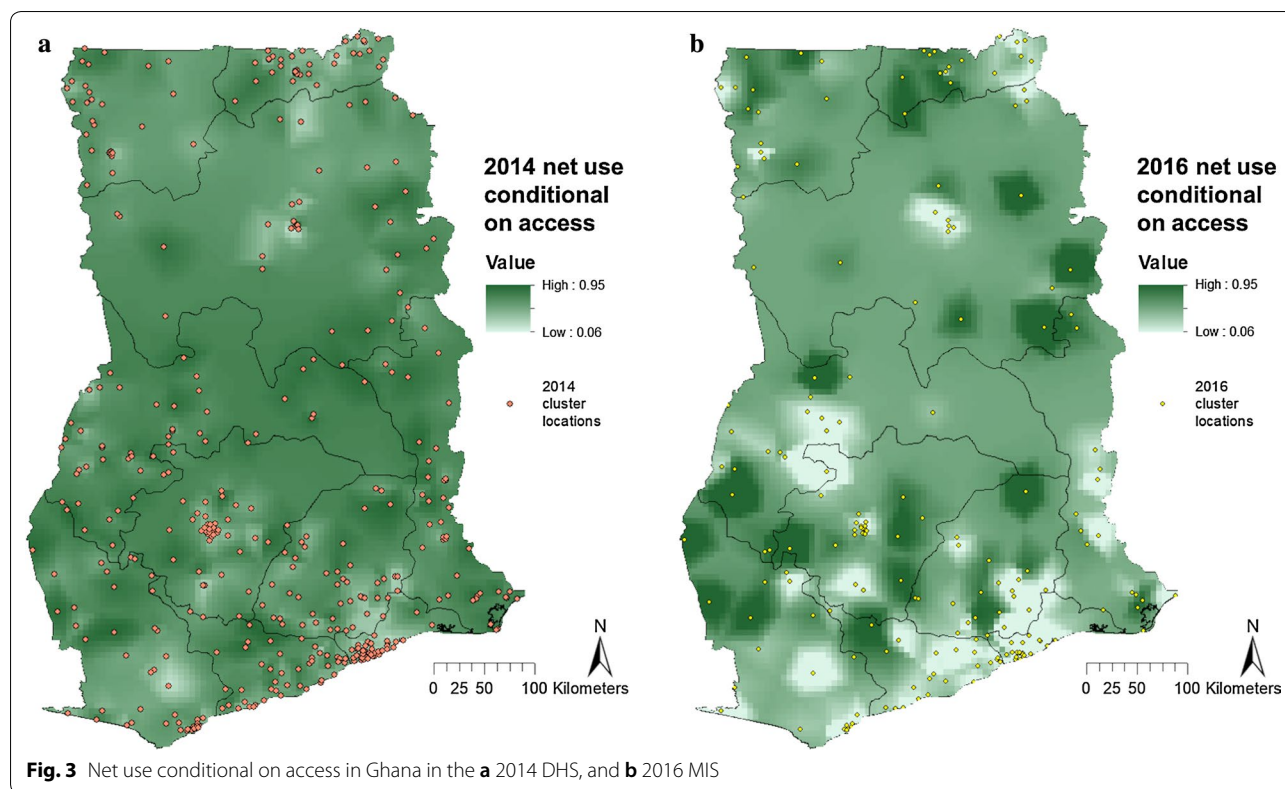 a
2014 net use
conditional
on access
Value
High : 0.95
Low : 0.06
2014
cluster
locations
N
0 25 50 100 Kilometers
b
2016 net use
conditional
on access
Value
High : 0.95
Low : 0.06
2016
cluster
locations
N
0 25 50 100 Kilometers
Fig. 3 Net use conditional on access in Ghana in the a 2014 DHS, and b 2016 MIS